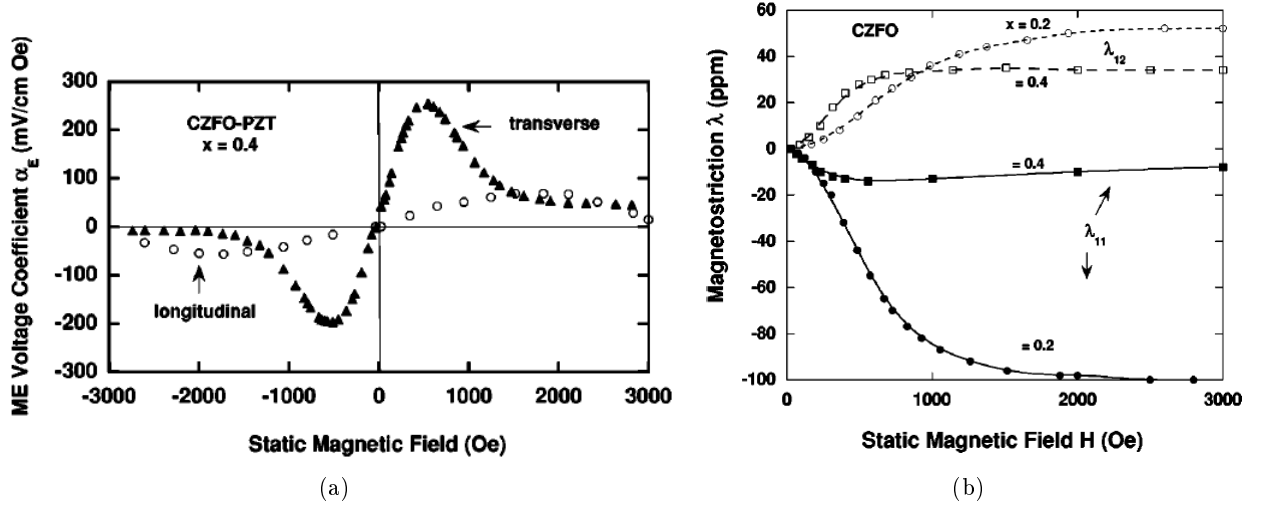 300
200
100
0
-100
-200
-300
-3000 -2000 -1000 0 1000 2000 3000
ME Voltage Coefficient α_E (mV/cm Oe)
Static Magnetic Field (Oe)
CZFO-PZT
x = 0.4
transverse
longitudinal
(a)
60
40
20
0
-20
-40
-60
-80
-100
0 1000 2000 3000
Magnetostriction λ (ppm)
Static Magnetic Field H (Oe)
CZFO
x = 0.2
λ₁₂
= 0.4
= 0.4
λ₁₁
= 0.2
(b)